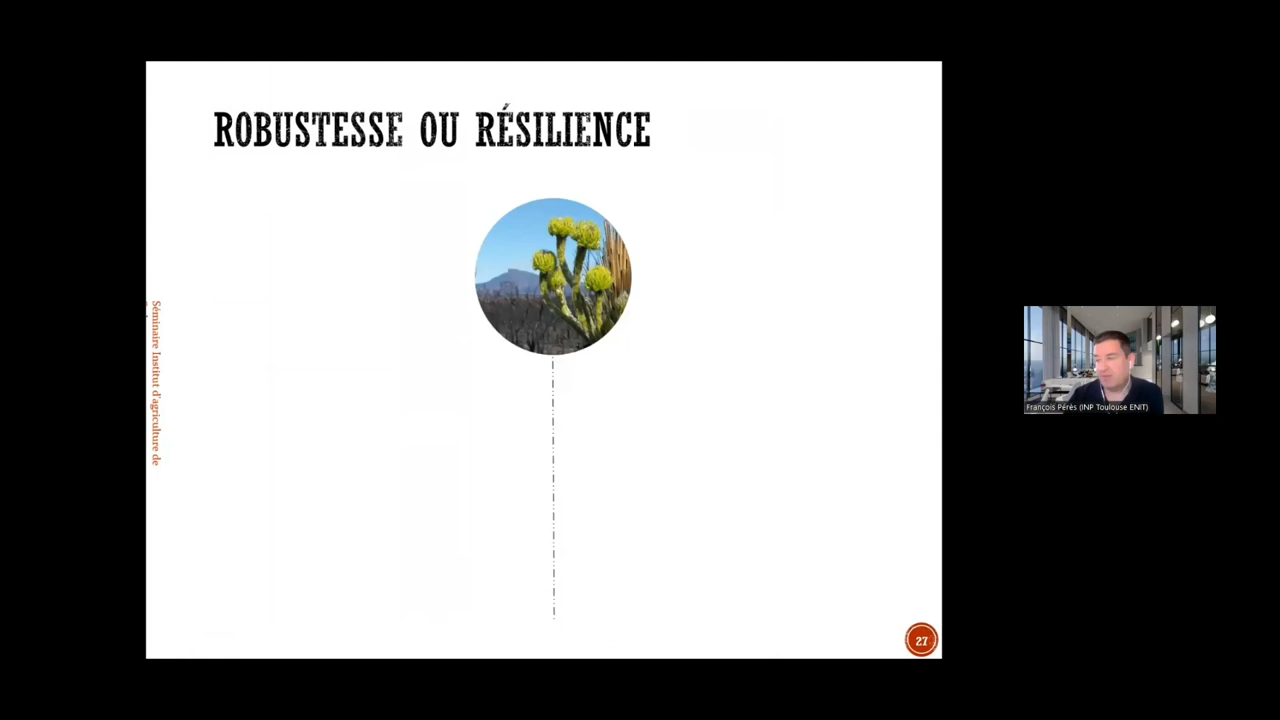 ROBUSTESSE OU RÉSILIENCE
Séminaire Institut d'agriculture de
François Pérès (INP Toulouse ENIT)
27